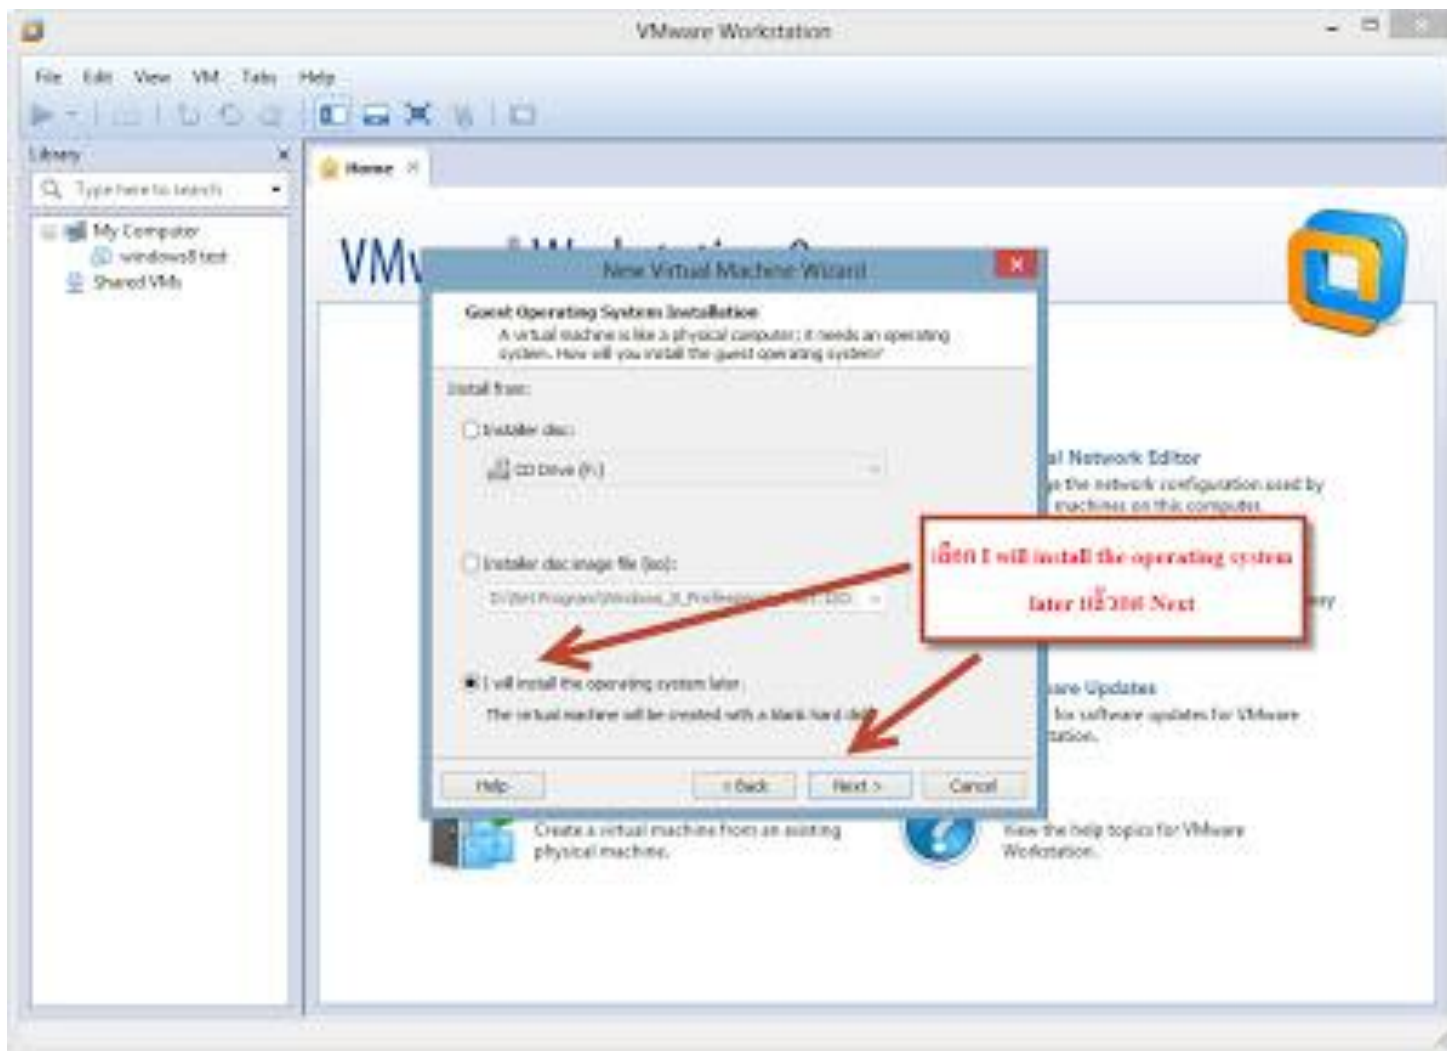 VMware Workstation
File Edit View VM Tabs Help
Library
Home
Type here to search
My Computer
windows8 test
Shared VMs
New Virtual Machine Wizard
Guest Operating System Installation
A virtual machine is like a physical computer; it needs an operating
system. How will you install the guest operating system?
Install from:
Installer disc:
CD Drive (F:)
Installer disc image file (iso):
I will install the operating system later.
The virtual machine will be created with a blank hard
Help
< Back
Next >
Cancel
เลือก I will install the operating system
later แล้วกด Next
al Network Editor
the network configuration used by
machines on this computer.
are Updates
for software updates for VMware
tation.
Create a virtual machine from an existing
physical machine.
View the help topics for VMware
Workstation.